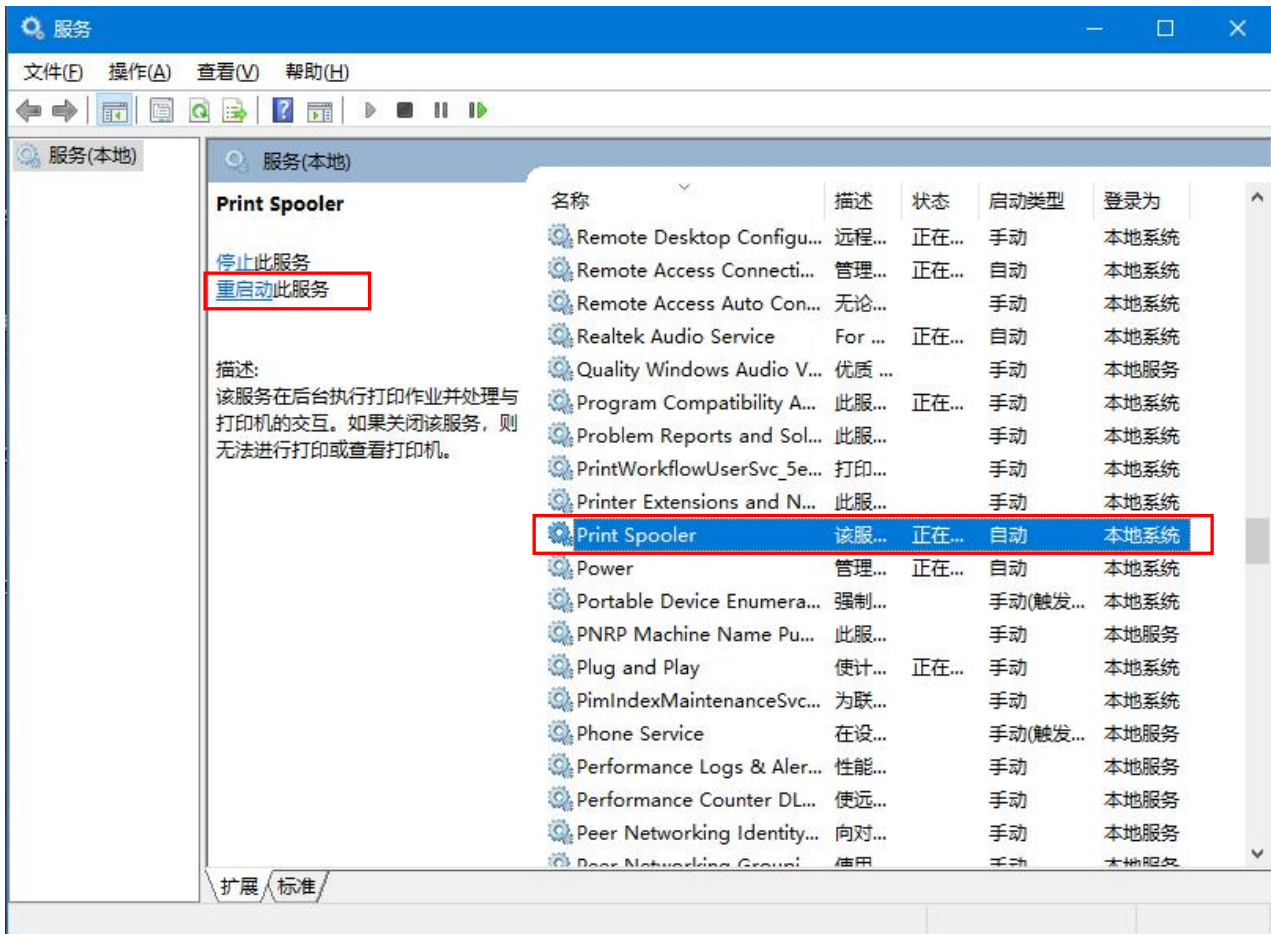 服务
文件(F) 操作(A) 查看(V) 帮助(H)
服务(本地)
服务(本地)
Print Spooler
停止此服务
重启动此服务
描述:
该服务在后台执行打印作业并处理与
打印机的交互。如果关闭该服务，则
无法进行打印或查看打印机。
名称 描述 状态 启动类型 登录为
Remote Desktop Configu... 远程... 正在... 手动 本地系统
Remote Access Connecti... 管理... 正在... 自动 本地系统
Remote Access Auto Con... 无论... 手动 本地系统
Realtek Audio Service For ... 正在... 自动 本地系统
Quality Windows Audio V... 优质 ... 手动 本地服务
Program Compatibility A... 此服... 正在... 手动 本地系统
Problem Reports and Sol... 此服... 手动 本地系统
PrintWorkflowUserSvc_5e... 打印... 手动 本地系统
Printer Extensions and N... 此服... 手动 本地系统
Print Spooler 该服... 正在... 自动 本地系统
Power 管理... 正在... 自动 本地系统
Portable Device Enumera... 强制... 手动(触发... 本地系统
PNRP Machine Name Pu... 此服... 手动 本地服务
Plug and Play 使计... 正在... 手动 本地系统
PimIndexMaintenanceSvc... 为联... 手动 本地系统
Phone Service 在设... 手动(触发... 本地服务
Performance Logs & Aler... 性能... 手动 本地服务
Performance Counter DL... 使远... 手动 本地服务
Peer Networking Identity... 向对... 手动 本地服务
Peer Networking Groupi... 使用... 手动 本地服务
扩展 标准